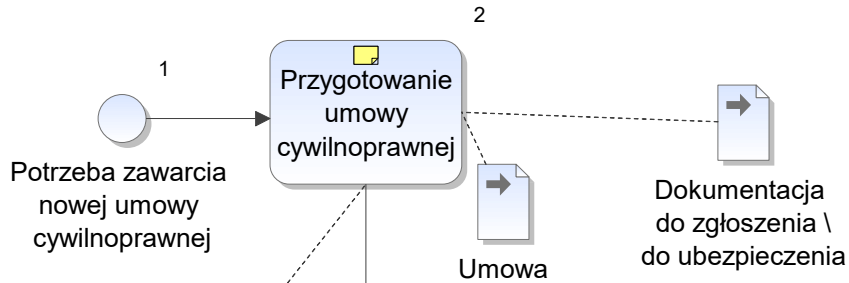 1
Potrzeba zawarcia
nowej umowy
cywilnoprawnej
2
Przygotowanie
umowy
cywilnoprawnej
Umowa
Dokumentacja
do zgłoszenia \
do ubezpieczenia